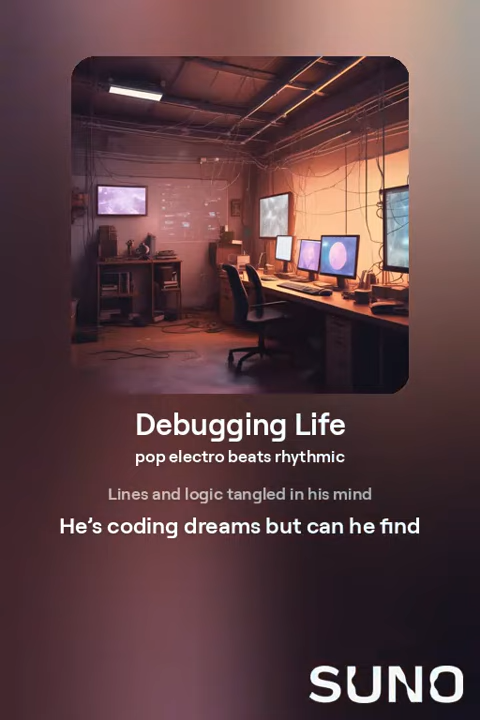 Debugging Life
pop electro beats rhythmic
Lines and logic tangled in his mind
He’s coding dreams but can he find
SUNO